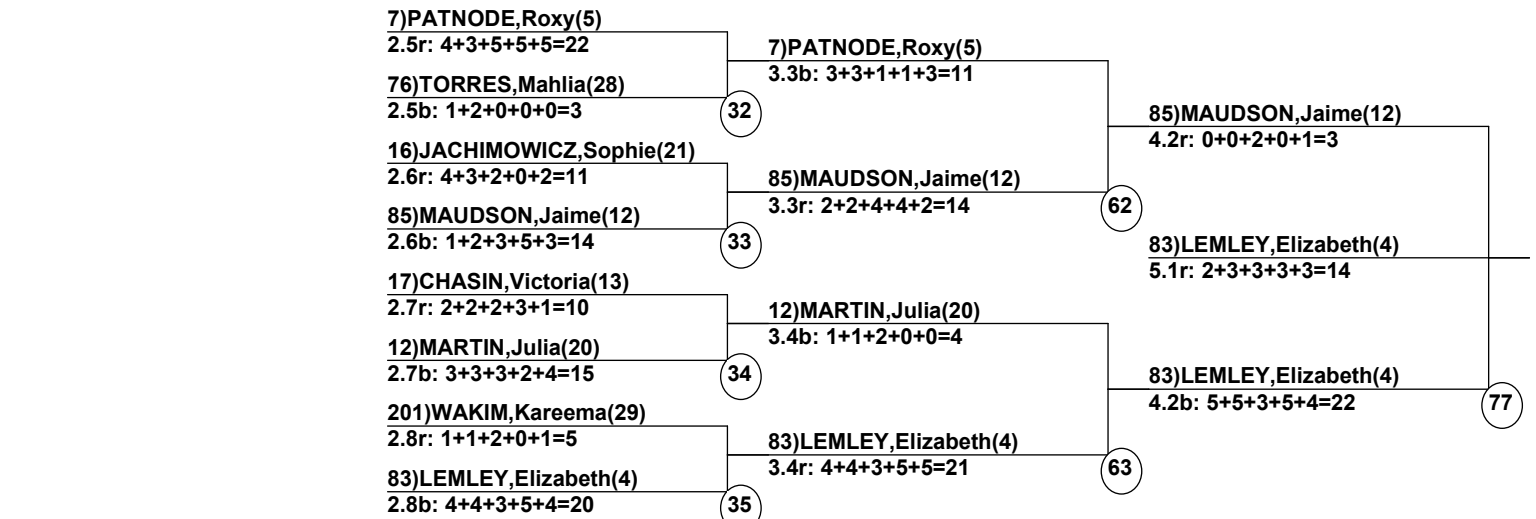 7)PATNODE,Roxy(5)
2.5r: 4+3+5+5+5=22
76)TORRES,Mahlia(28)
2.5b: 1+2+0+0+0=3
32
16)JACHIMOWICZ,Sophie(21)
2.6r: 4+3+2+0+2=11
85)MAUDSON,Jaime(12)
2.6b: 1+2+3+5+3=14
33
17)CHASIN,Victoria(13)
2.7r: 2+2+2+3+1=10
12)MARTIN,Julia(20)
2.7b: 3+3+3+2+4=15
34
201)WAKIM,Kareema(29)
2.8r: 1+1+2+0+1=5
83)LEMLEY,Elizabeth(4)
2.8b: 4+4+3+5+4=20
35
7)PATNODE,Roxy(5)
3.3b: 3+3+1+1+3=11
85)MAUDSON,Jaime(12)
3.3r: 2+2+4+4+2=14
62
12)MARTIN,Julia(20)
3.4b: 1+1+2+0+0=4
83)LEMLEY,Elizabeth(4)
3.4r: 4+4+3+5+5=21
63
85)MAUDSON,Jaime(12)
4.2r: 0+0+2+0+1=3
83)LEMLEY,Elizabeth(4)
5.1r: 2+3+3+3+3=14
83)LEMLEY,Elizabeth(4)
4.2b: 5+5+3+5+4=22
77